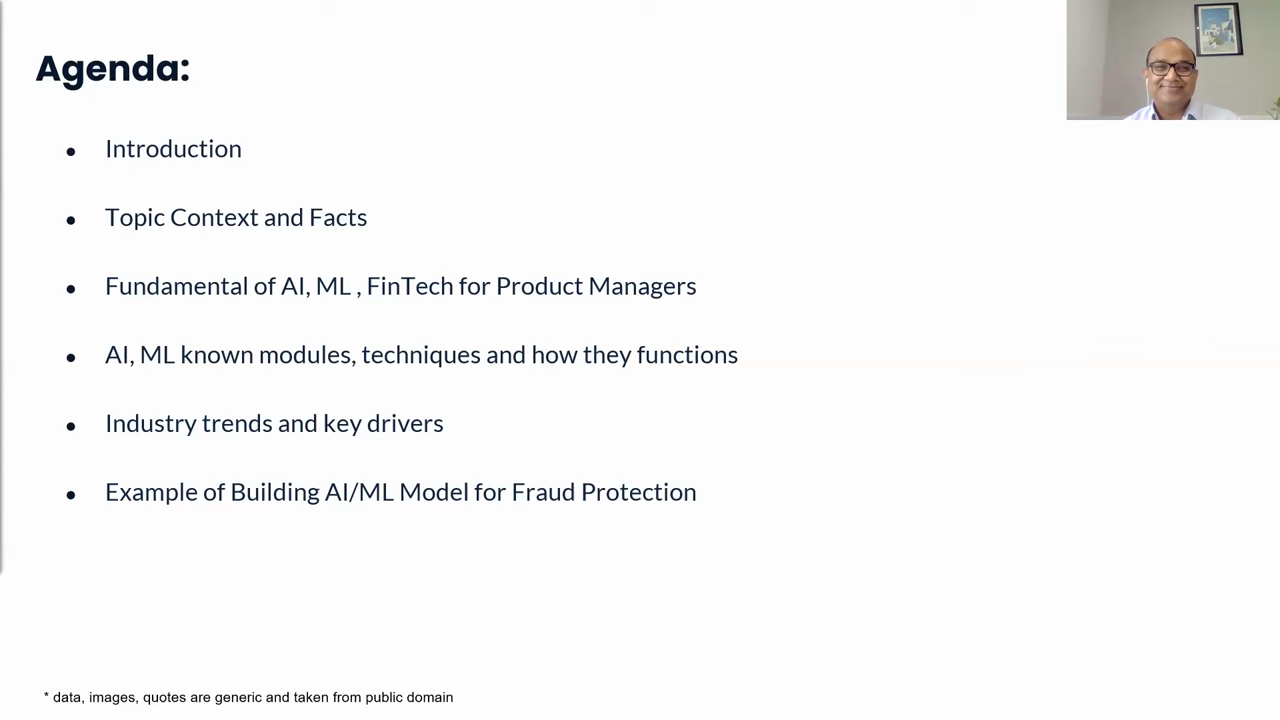 Agenda:
● Introduction
● Topic Context and Facts
● Fundamental of AI, ML , FinTech for Product Managers
● AI, ML known modules, techniques and how they functions
● Industry trends and key drivers
● Example of Building AI/ML Model for Fraud Protection
* data, images, quotes are generic and taken from public domain